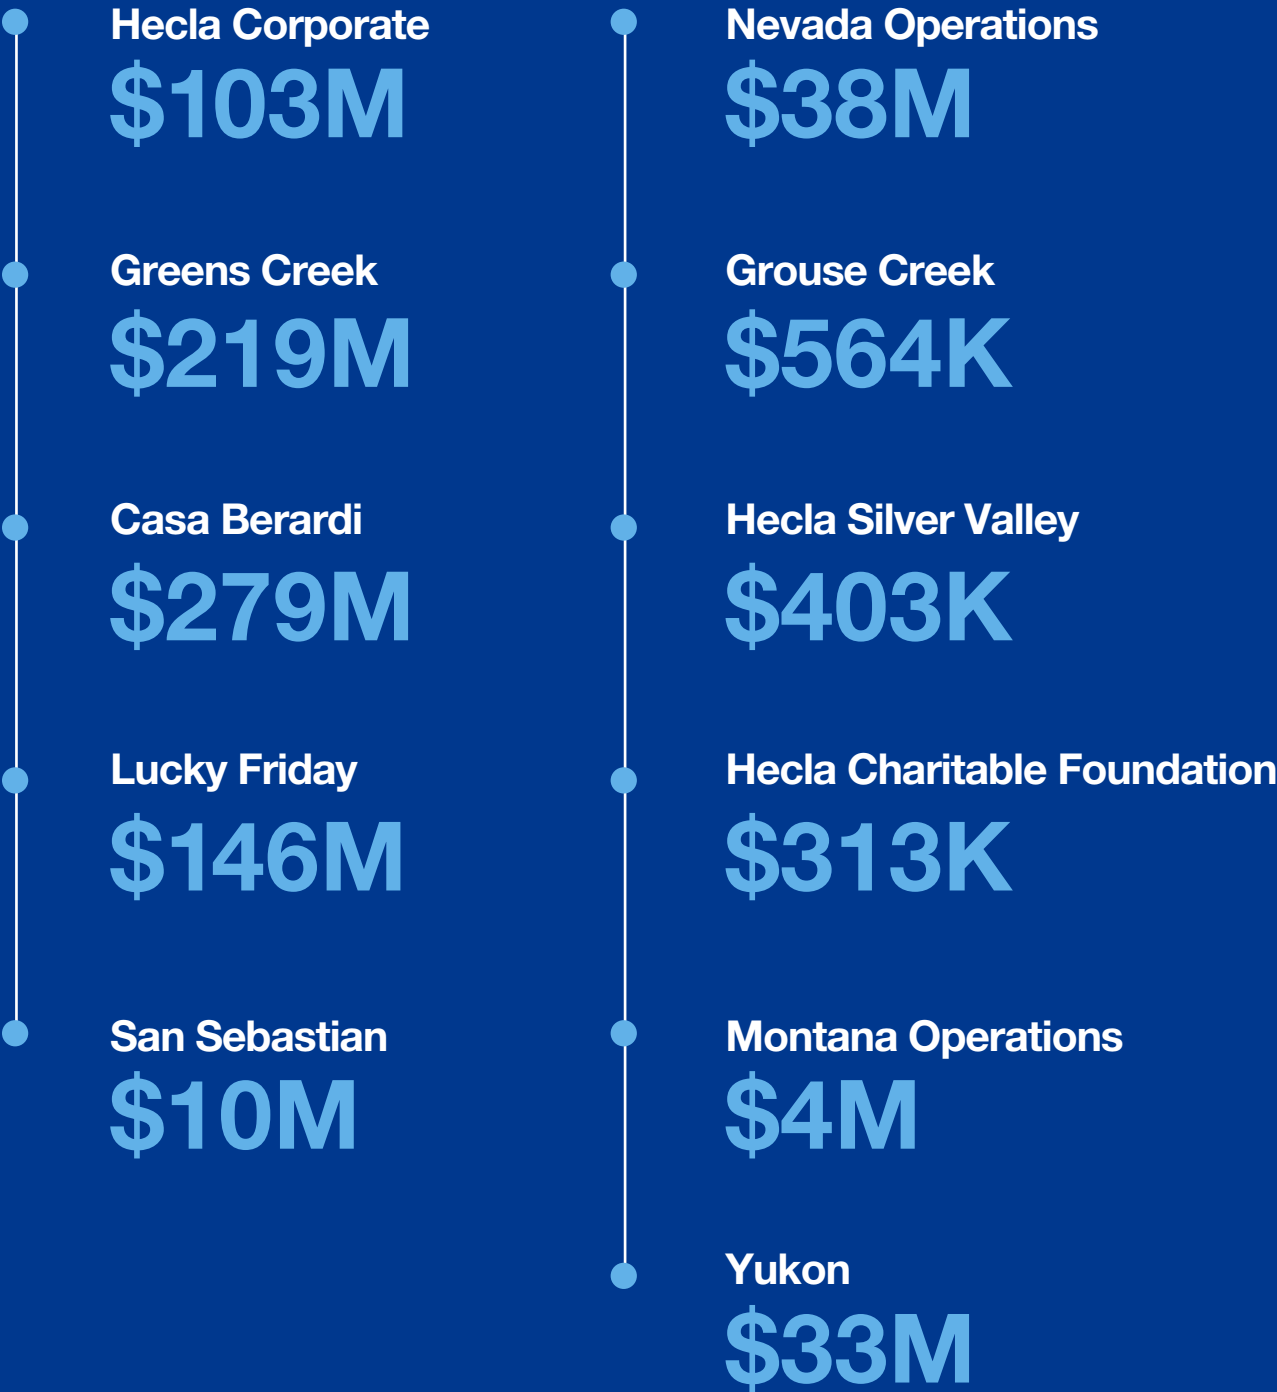 Hecla Corporate
$103M
Greens Creek
$219M
Casa Berardi
$279M
Lucky Friday
$146M
San Sebastian
$10M
Nevada Operations
$38M
Grouse Creek
$564K
Hecla Silver Valley
$403K
Hecla Charitable Foundation
$313K
Montana Operations
$4M
Yukon
$33M